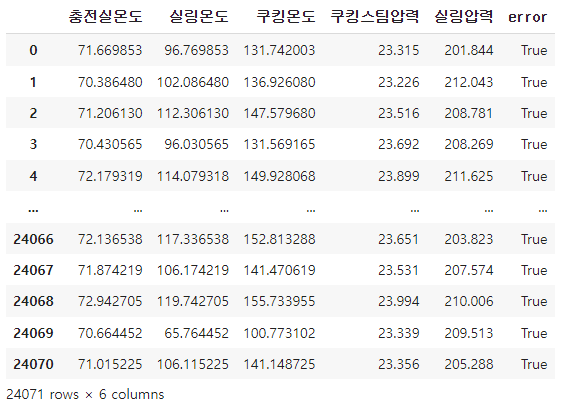 충전실온도 실링온도 쿠킹온도 쿠킹스팀압력 실링압력 error
0 71.669853 96.769853 131.742003 23.315 201.844 True
1 70.386480 102.086480 136.926080 23.226 212.043 True
2 71.206130 112.306130 147.579680 23.516 208.781 True
3 70.430565 96.030565 131.569165 23.692 208.269 True
4 72.179319 114.079318 149.928068 23.899 211.625 True
... ... ... ... ... ... ...
24066 72.136538 117.336538 152.813288 23.651 203.823 True
24067 71.874219 106.174219 141.470619 23.531 207.574 True
24068 72.942705 119.742705 155.733955 23.994 210.006 True
24069 70.664452 65.764452 100.773102 23.339 209.513 True
24070 71.015225 106.115225 141.148725 23.356 205.288 True
24071 rows × 6 columns